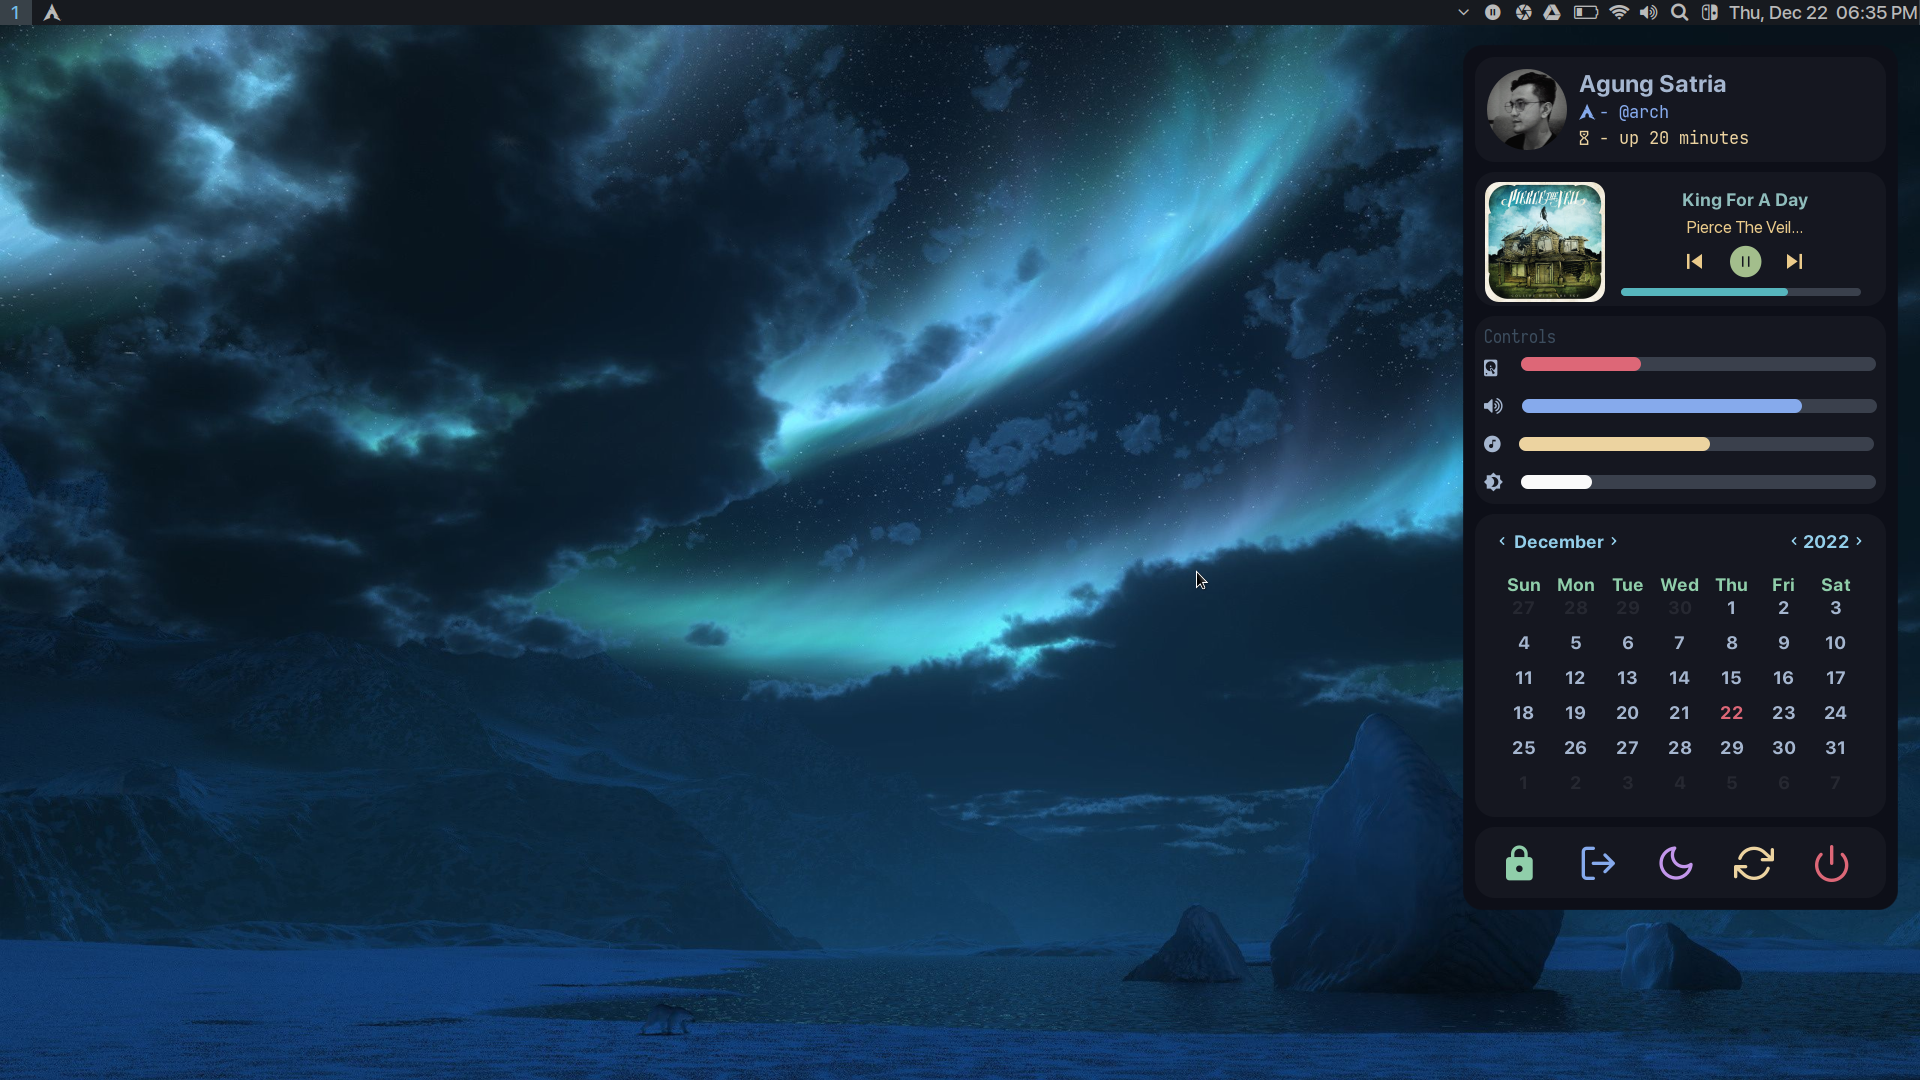 1
Thu, Dec 22 06:35 PM
Agung Satria
- @arch
- up 20 minutes
PIERCE THE VEIL
King For A Day
Pierce The Veil...
Controls
‹ December › ‹ 2022 ›
Sun Mon Tue Wed Thu Fri Sat
27 28 29 30 1 2 3
4 5 6 7 8 9 10
11 12 13 14 15 16 17
18 19 20 21 22 23 24
25 26 27 28 29 30 31
1 2 3 4 5 6 7